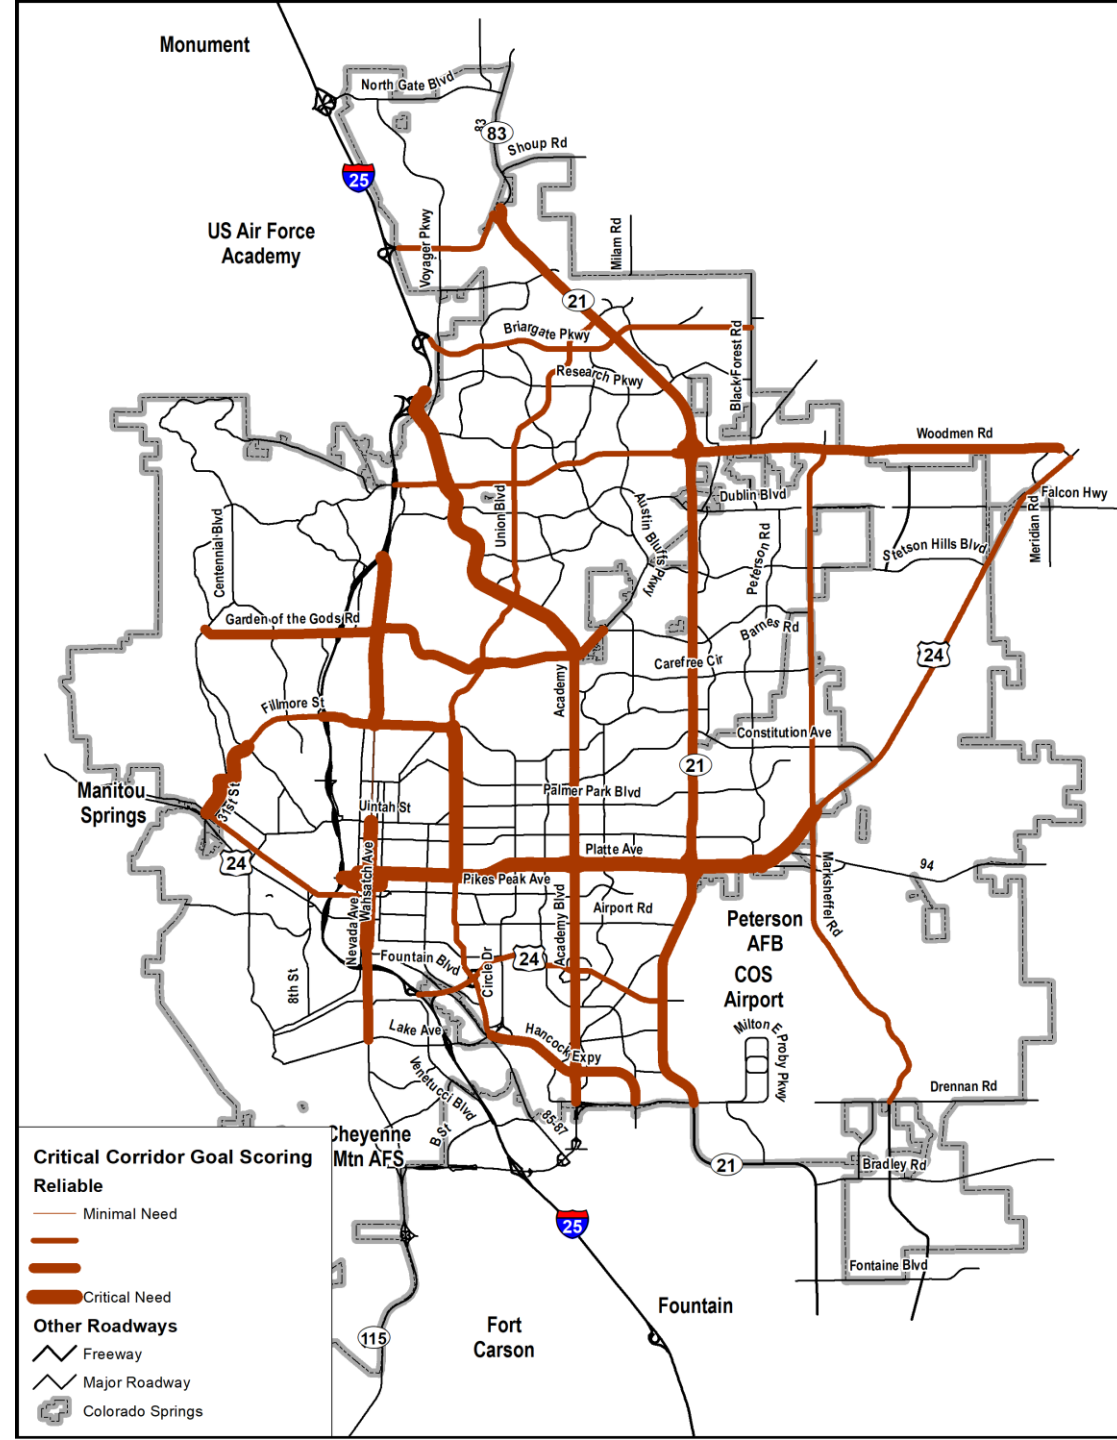 Monument
North Gate Blvd
83
83
Shoup Rd
25
US Air Force
Academy
Voyager Pkwy
Milam Rd
21
Briargate Pkwy
Black Forest Rd
Research Pkwy
Woodmen Rd
Union Blvd
Austin Bluffs Pkwy
Dublin Blvd
Falcon Hwy
Meridian Rd
Centennial Blvd
Peterson Rd
Stetson Hills Blvd
Garden of the Gods Rd
Barnes Rd
Carefree Cir
24
Academy
Fillmore St
Constitution Ave
21
Manitou
Springs
31st St
Palmer Park Blvd
Uintah St
Platte Ave
24
Wahsatch Ave
Pikes Peak Ave
94
Marksheffel Rd
Nevada Ave
Academy Blvd
Airport Rd
Peterson
AFB
COS
Airport
Fountain Blvd
24
Circle Dr
8th St
Lake Ave
Hancock Expy
Milton E
Proby Pkwy
Venetucci Blvd
Drennan Rd
85-87
B St
Cheyenne
Mtn AFS
21
Bradley Rd
25
Fontaine Blvd
Fountain
Fort
Carson
115
Critical Corridor Goal Scoring
Reliable
Minimal Need
Critical Need
Other Roadways
Freeway
Major Roadway
Colorado Springs